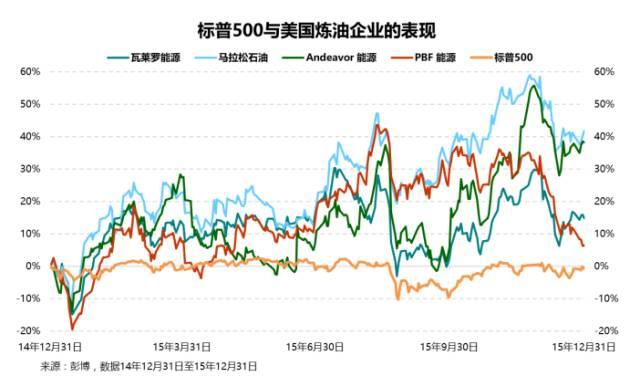 标普500与美国炼油企业的表现
瓦莱罗能源 马拉松石油 Andeavor 能源 PBF 能源 标普500
60% 60%
50% 50%
40% 40%
30% 30%
20% 20%
10% 10%
0% 0%
-10% -10%
-20% -20%
14年12月31日 15年3月31日 15年6月30日 15年9月30日 15年12月31日
来源：彭博，数据14年12月31日至15年12月31日